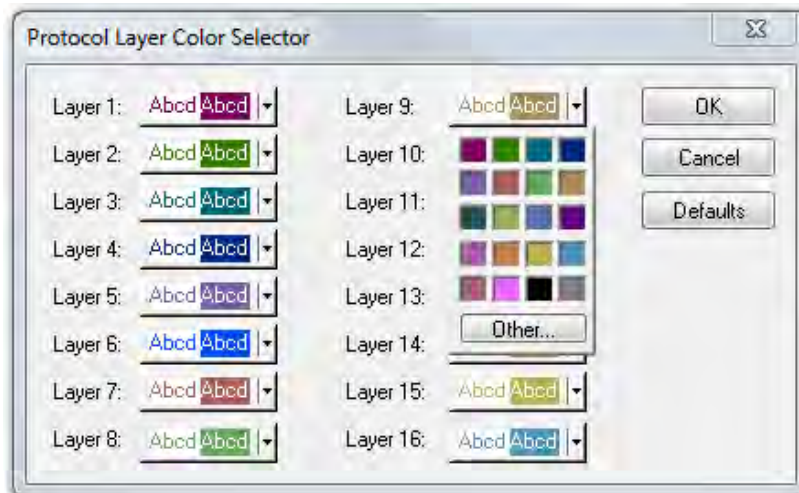 Protocol Layer Color Selector
Layer 1: Abcd Abcd
Layer 2: Abcd Abcd
Layer 3: Abcd Abcd
Layer 4: Abcd Abcd
Layer 5: Abcd Abcd
Layer 6: Abcd Abcd
Layer 7: Abcd Abcd
Layer 8: Abcd Abcd
Layer 9: Abcd Abcd
Layer 10:
Layer 11:
Layer 12:
Layer 13:
Layer 14:
Layer 15: Abcd Abcd
Layer 16: Abcd Abcd
Other...
OK
Cancel
Defaults